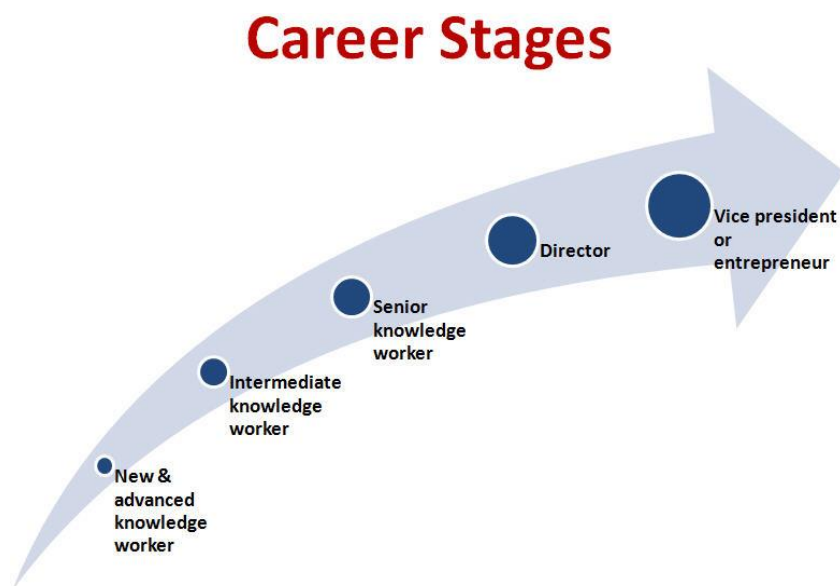 Career Stages
New &
advanced
knowledge
worker
Intermediate
knowledge
worker
Senior
knowledge
worker
Director
Vice president
or
entrepreneur